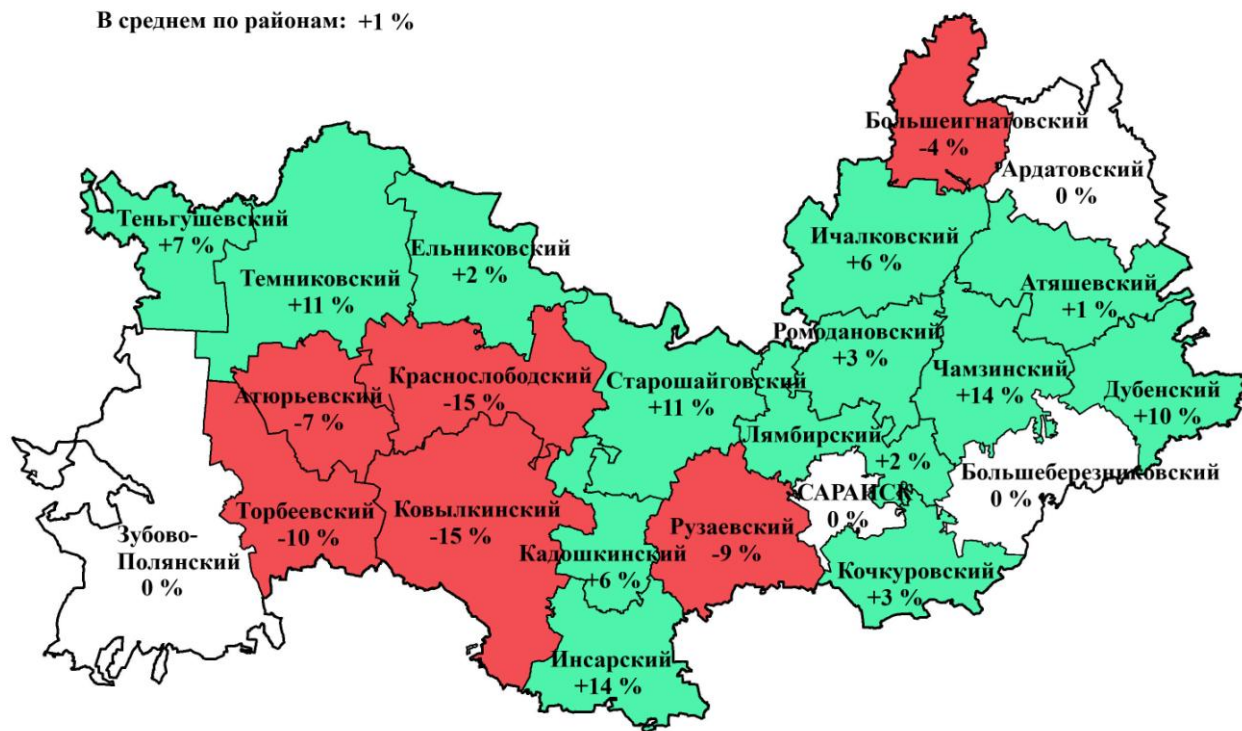 В среднем по районам: +1 %
Большеигнатовский
-4 %
Ардатовский
0 %
Теньгушевский
+7 %
Темниковский
+11 %
Ельниковский
+2 %
Ичалковский
+6 %
Атяшевский
+1 %
Ромодановский
+3 %
Чамзинский
+14 %
Дубенский
+10 %
Атюрьевский
-7 %
Краснослободский
-15 %
Старошайговский
+11 %
Лямбирский
+2 %
Большеберезниковский
0 %
САРАНСК
0 %
Торбеевский
-10 %
Ковылкинский
-15 %
Рузаевский
-9 %
Зубово-
Полянский
0 %
Кадошкинский
+6 %
Кочкуровский
+3 %
Инсарский
+14 %